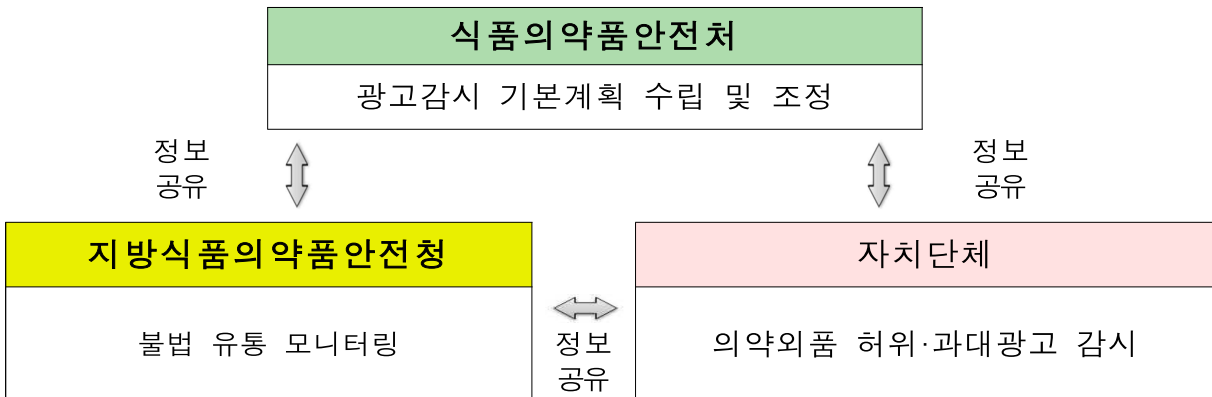 식품의약품안전처
광고감시 기본계획 수립 및 조정
정보
공유
정보
공유
지방식품의약품안전청
불법 유통 모니터링
정보
공유
자치단체
의약외품 허위·과대광고 감시